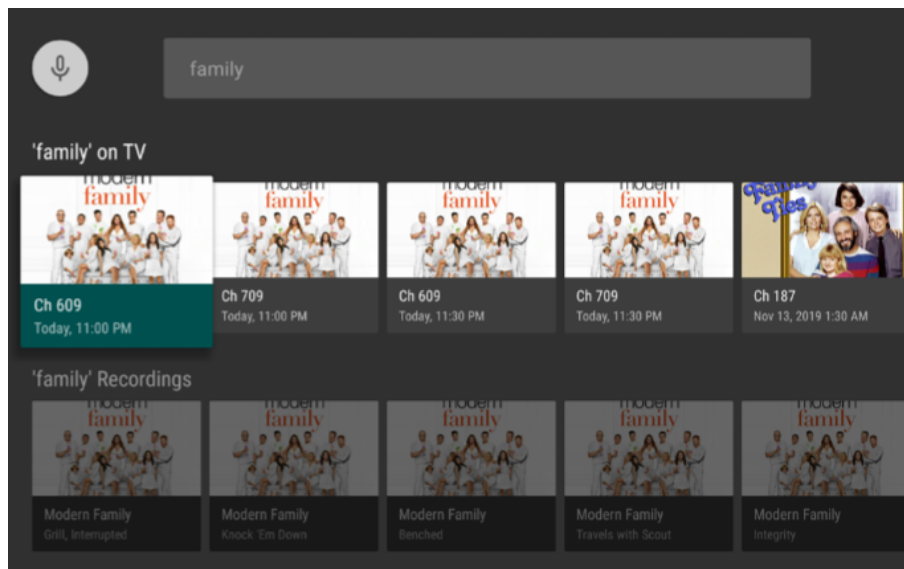 family
'family' on TV
modern
family
Ch 609
Today, 11:00 PM
modern
family
Ch 709
Today, 11:00 PM
modern
family
Ch 609
Today, 11:30 PM
modern
family
Ch 709
Today, 11:30 PM
Family
Ties
Ch 187
Nov 13, 2019 1:30 AM
'family' Recordings
modern
family
Modern Family
Grill, Interrupted
modern
family
Modern Family
Knock 'Em Down
modern
family
Modern Family
Benched
modern
family
Modern Family
Travels with Scout
modern
family
Modern Family
Integrity